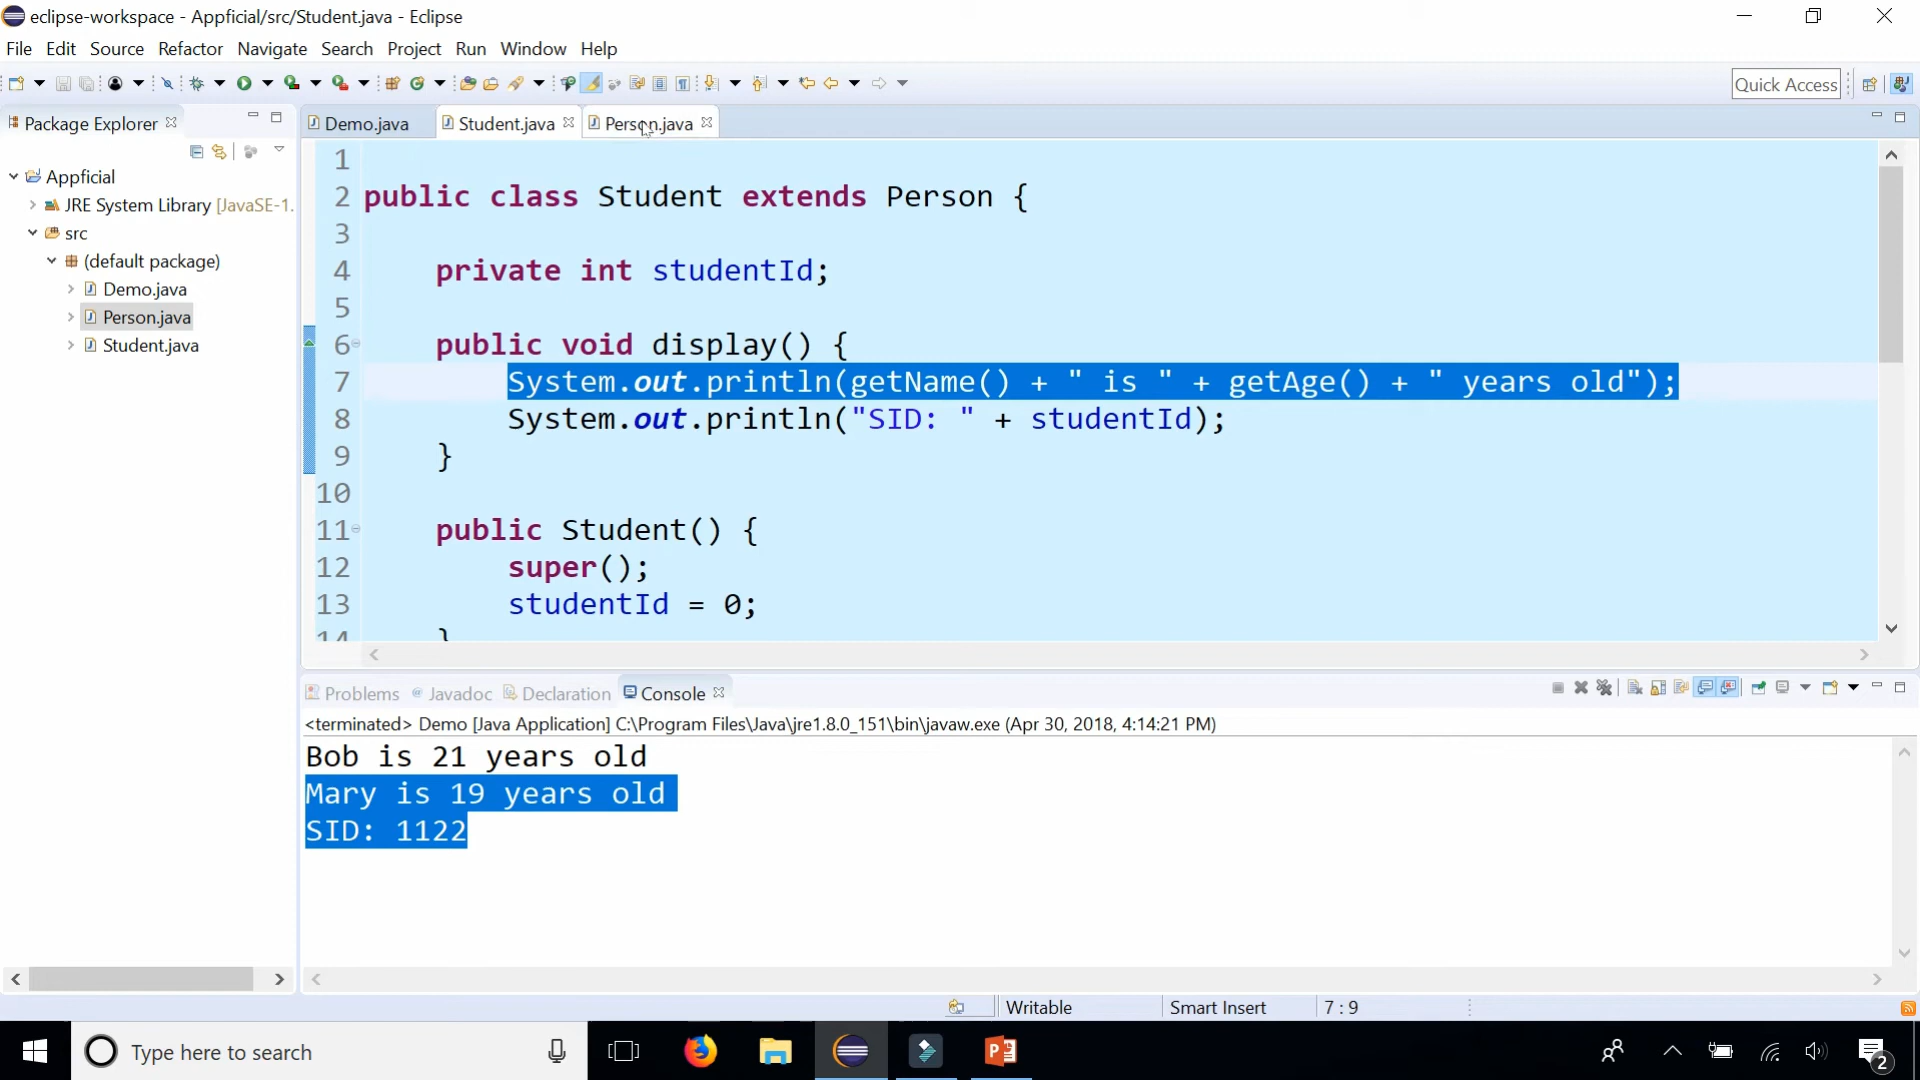 eclipse-workspace - Appficial/src/Student.java - Eclipse
File Edit Source Refactor Navigate Search Project Run Window Help
Quick Access
Package Explorer
Demo.java Student.java Person.java
Appficial
JRE System Library [JavaSE-1.
src
(default package)
Demo.java
Person.java
Student.java
1
2 public class Student extends Person {
3
4 private int studentId;
5
6 public void display() {
7 System.out.println(getName() + " is " + getAge() + " years old");
8 System.out.println("SID: " + studentId);
9 }
10
11 public Student() {
12 super();
13 studentId = 0;
14 }
Problems @ Javadoc Declaration Console
<terminated> Demo [Java Application] C:\Program Files\Java\jre1.8.0_151\bin\javaw.exe (Apr 30, 2018, 4:14:21 PM)
Bob is 21 years old
Mary is 19 years old
SID: 1122
Writable Smart Insert 7 : 9
Type here to search
2